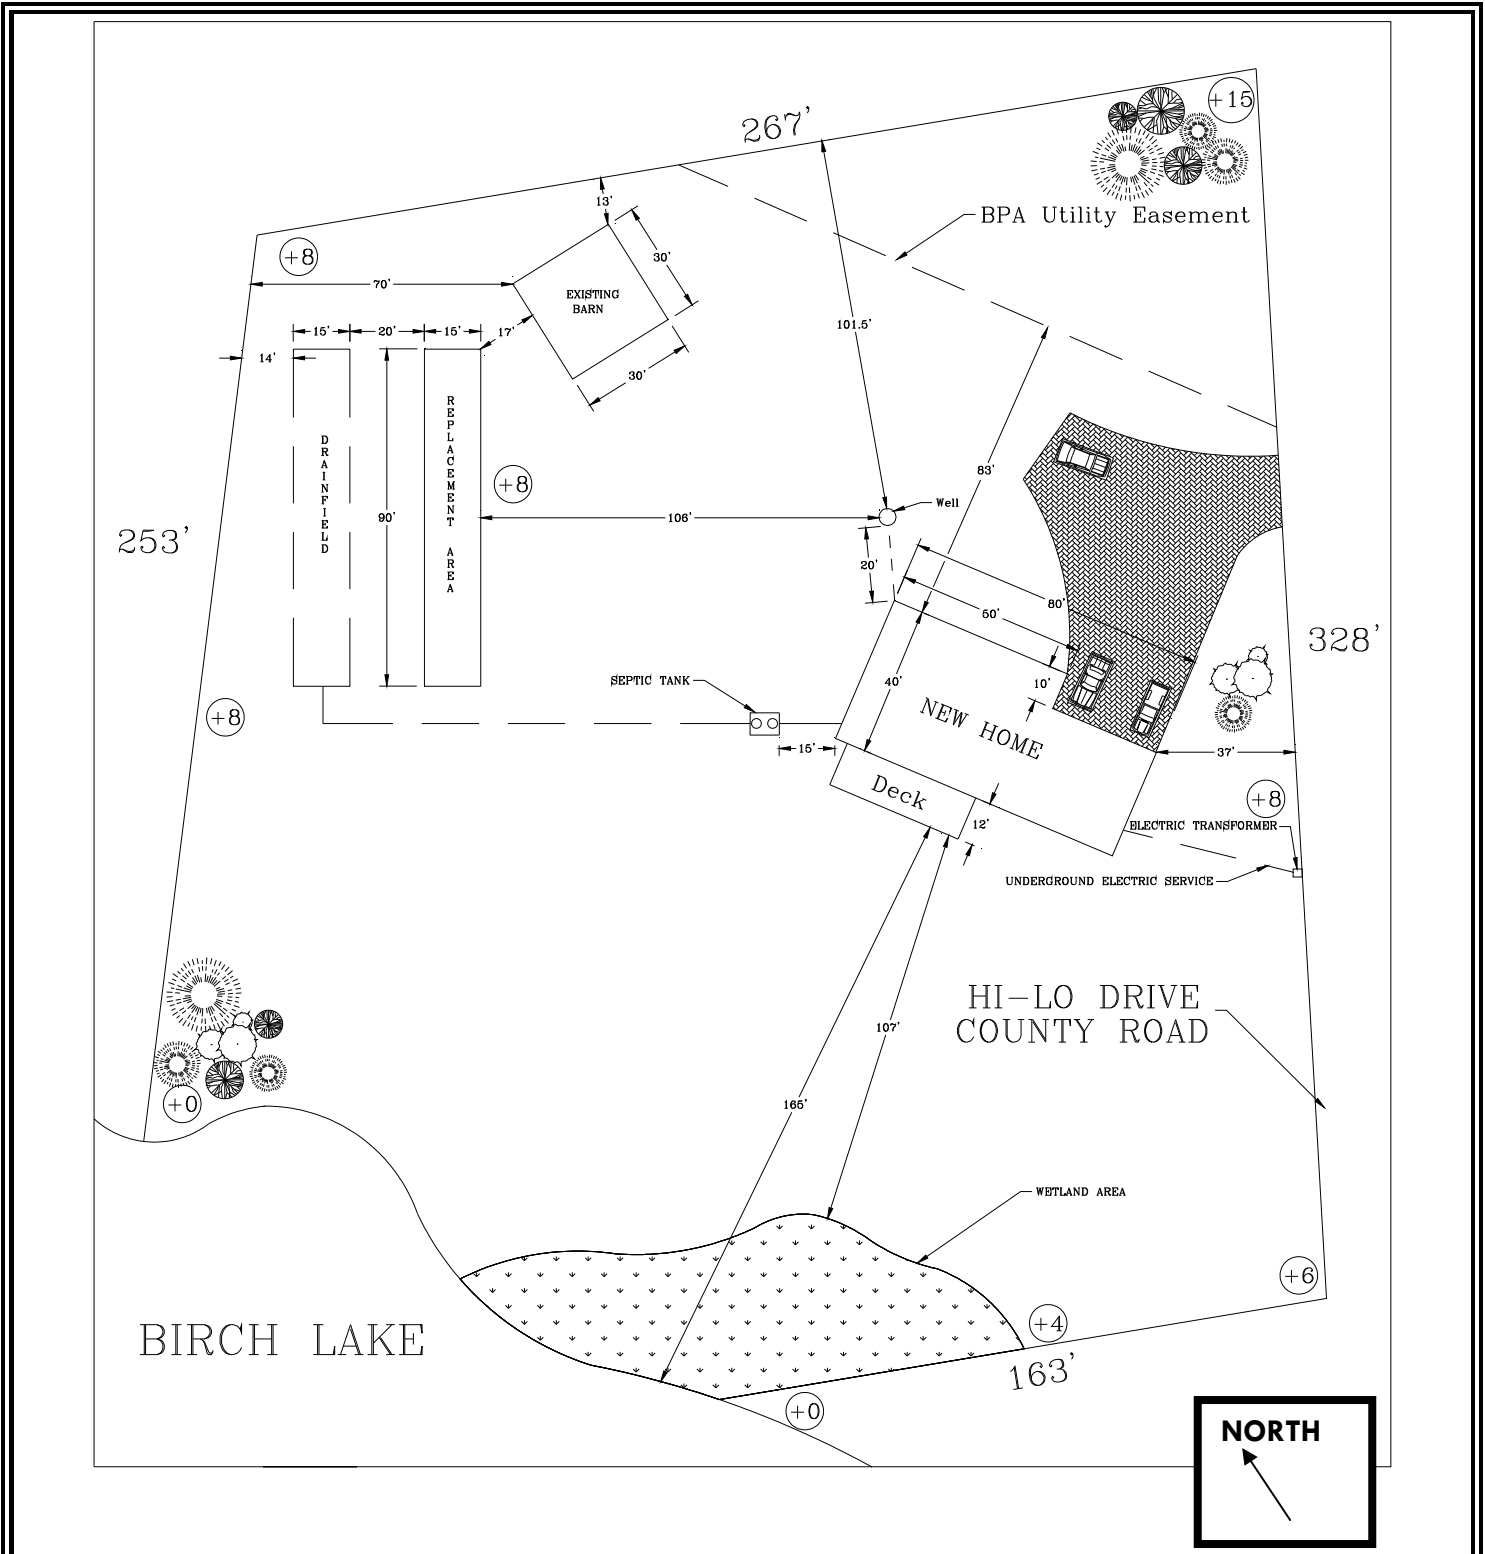 267'
+15
BPA Utility Easement
13'
+8
30'
70'
EXISTING
BARN
101.5'
15'
20'
15'
17'
14'
30'
DRAINFIELD
REPLACEMENT AREA
83'
+8
Well
106'
90'
253'
20'
80'
50'
328'
SEPTIC TANK
40'
10'
NEW HOME
+8
15'
37'
Deck
+8
12'
ELECTRIC TRANSFORMER
UNDERGROUND ELECTRIC SERVICE
HI-LO DRIVE
COUNTY ROAD
107'
165'
+0
WETLAND AREA
+6
+4
BIRCH LAKE
163'
+0
NORTH